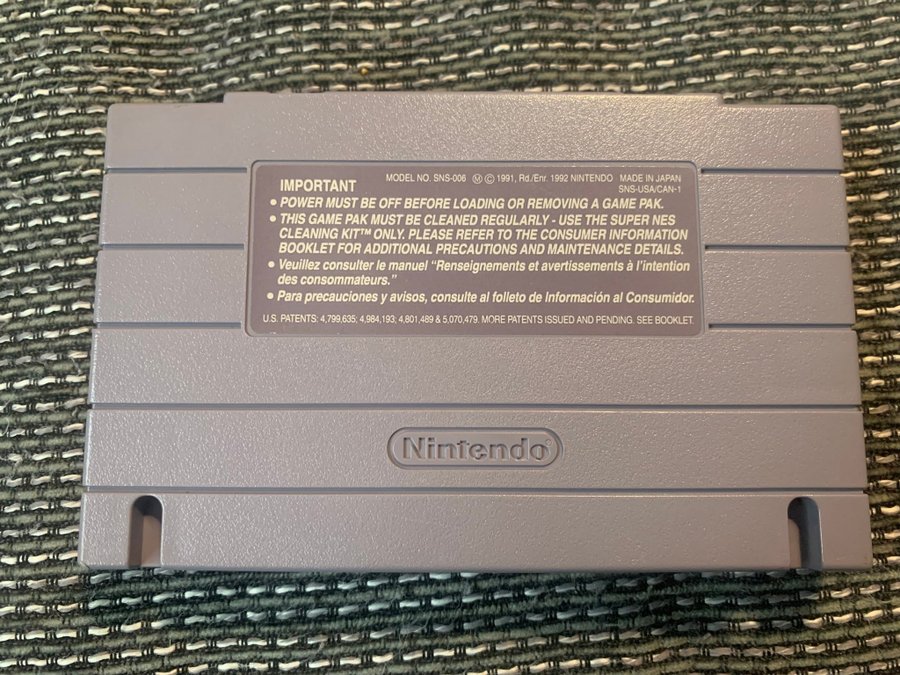 IMPORTANT MODEL NO. SNS-006 Ⓜ © 1991, Rd./Enr. 1992 NINTENDO MADE IN JAPAN
SNS-USA/CAN-1
• POWER MUST BE OFF BEFORE LOADING OR REMOVING A GAME PAK.
• THIS GAME PAK MUST BE CLEANED REGULARLY - USE THE SUPER NES
CLEANING KIT™ ONLY. PLEASE REFER TO THE CONSUMER INFORMATION
BOOKLET FOR ADDITIONAL PRECAUTIONS AND MAINTENANCE DETAILS.
• Veuillez consulter le manuel “Renseignements et avertissements à l'intention
des consommateurs.”
• Para precauciones y avisos, consulte al folleto de Información al Consumidor.
U.S. PATENTS: 4,799,635; 4,984,193; 4,801,489 & 5,070,479. MORE PATENTS ISSUED AND PENDING. SEE BOOKLET.
Nintendo®